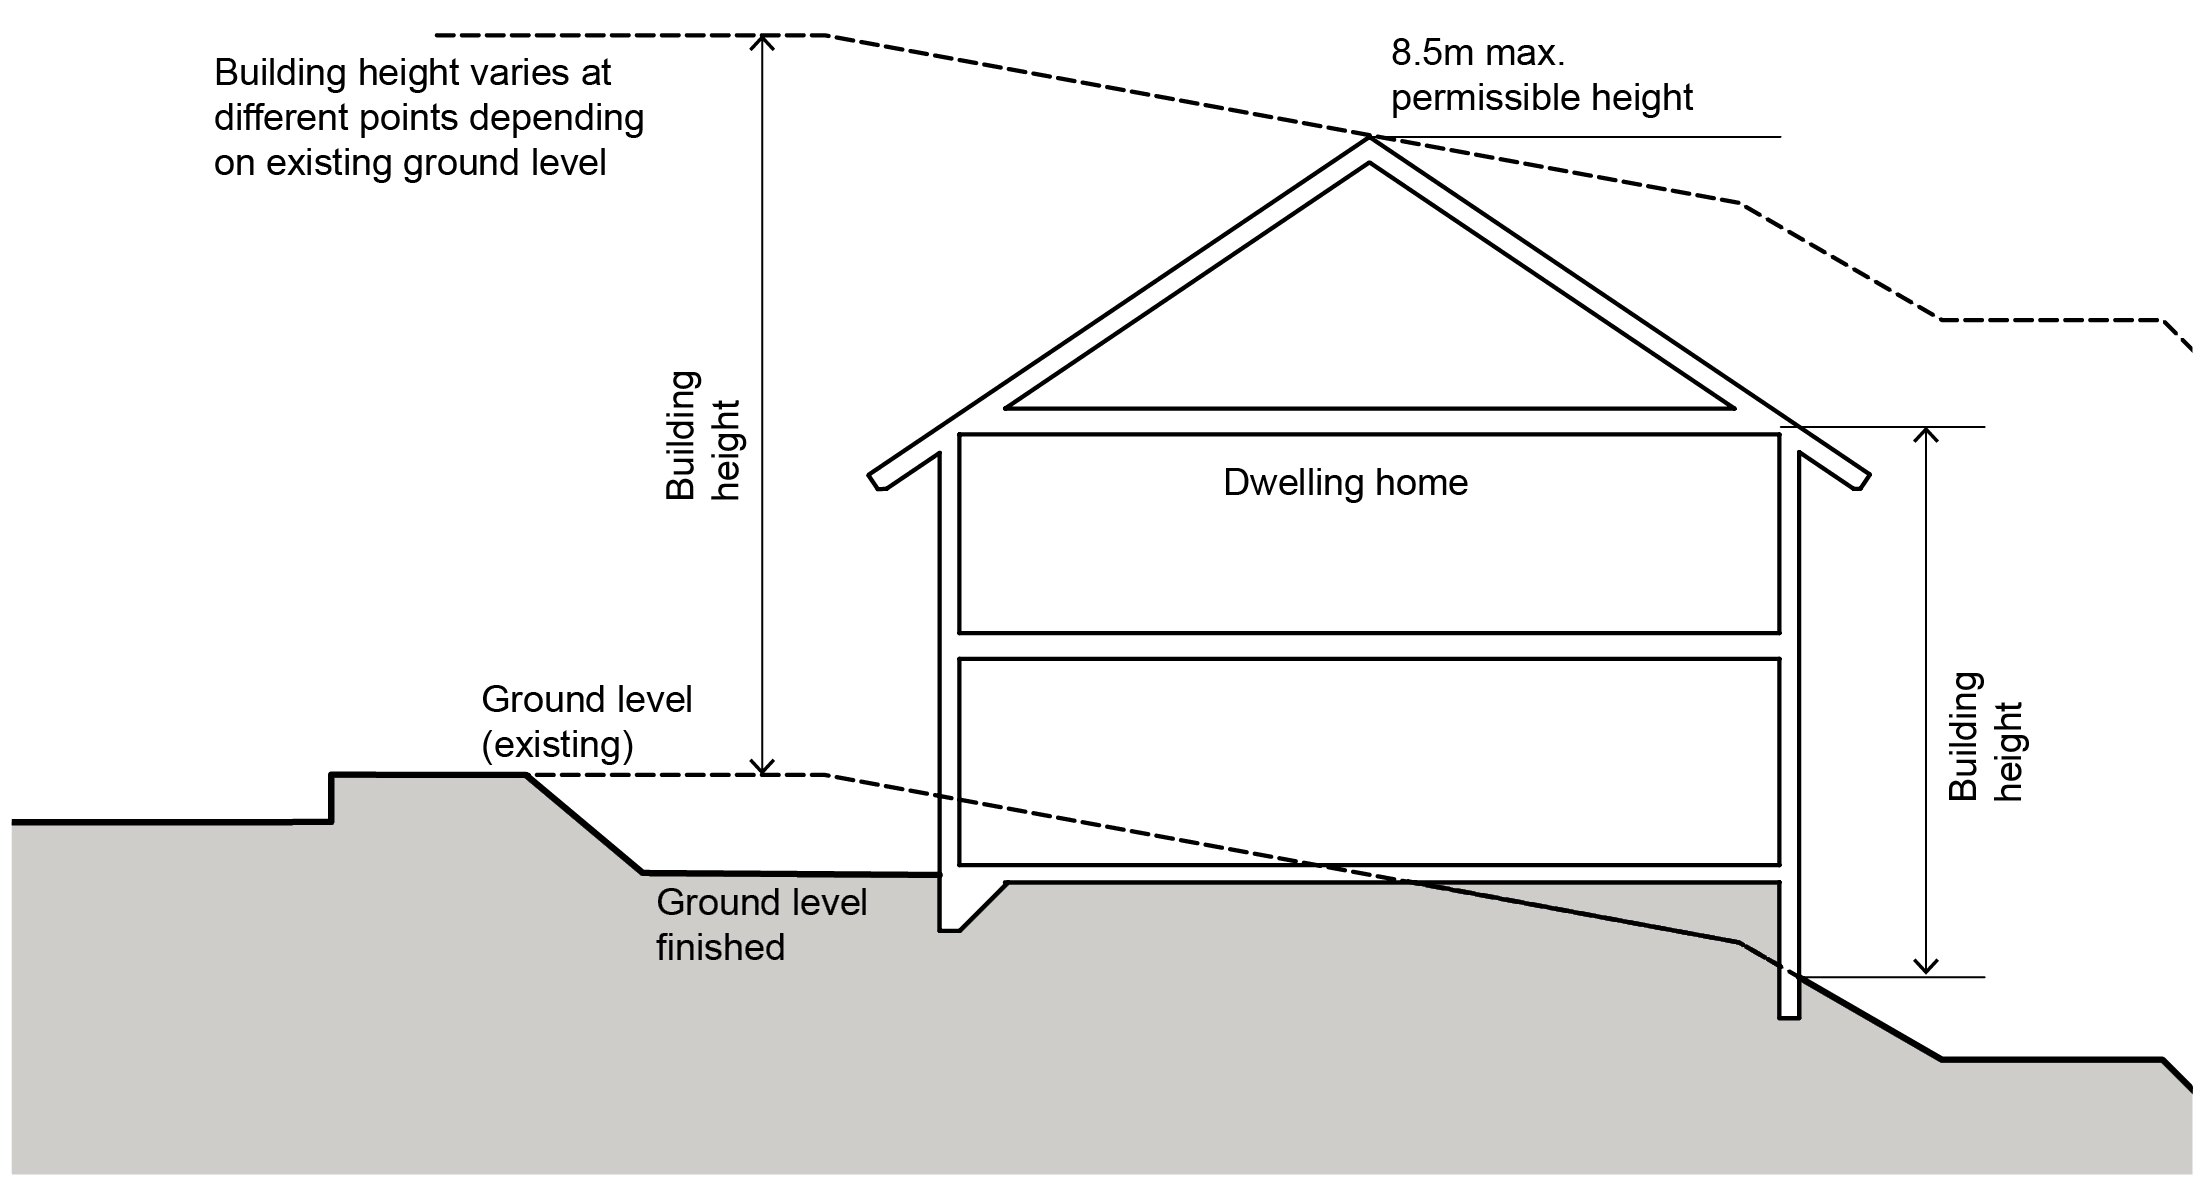 Building height varies at
different points depending
on existing ground level
8.5m max.
permissible height
Building
height
Dwelling home
Ground level
(existing)
Building
height
Ground level
finished